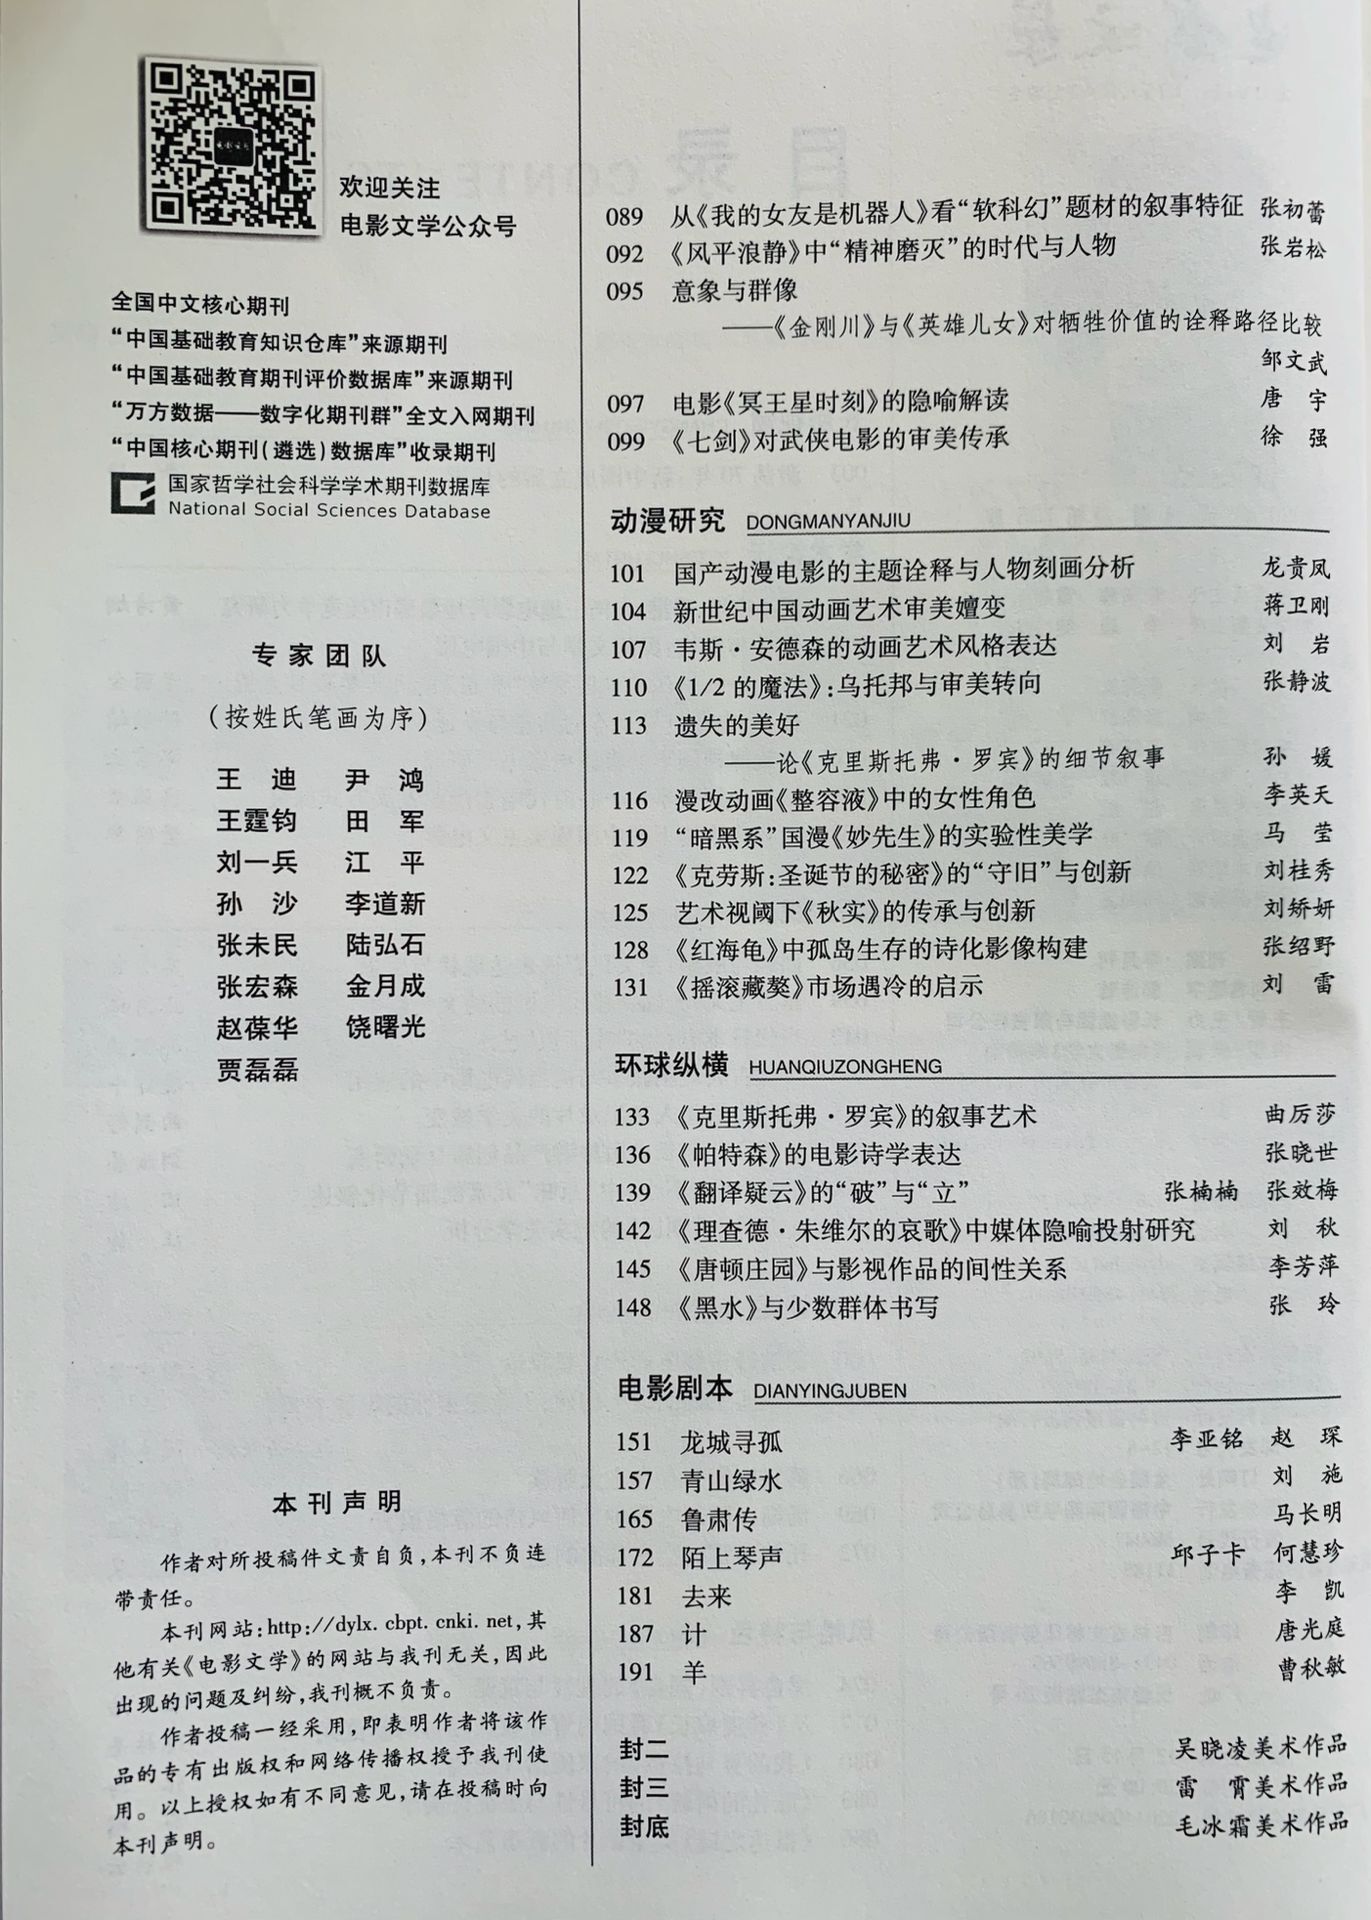 欢迎关注
电影文学公众号
全国中文核心期刊
“中国基础教育知识仓库”来源期刊
“中国基础教育期刊评价数据库”来源期刊
“万方数据——数字化期刊群”全文入网期刊
“中国核心期刊(遴选)数据库”收录期刊
国家哲学社会科学学术期刊数据库
National Social Sciences Database
专家团队
(按姓氏笔画为序)
王　迪　尹　鸿
王霆钧　田　军
刘一兵　江　平
孙　沙　李道新
张未民　陆弘石
张宏森　金月成
赵葆华　饶曙光
贾磊磊
本刊声明
作者对所投稿件文责自负,本刊不负连
带责任。
本刊网站:http://dylx.cbpt.cnki.net,其
他有关《电影文学》的网站与我刊无关,因此
出现的问题及纠纷,我刊概不负责。
作者投稿一经采用,即表明作者将该作
品的专有出版权和网络传播权授予我刊使
用。以上授权如有不同意见,请在投稿时向
本刊声明。
目录 CONTENTS
089 从《我的女友是机器人》看“软科幻”题材的叙事特征 张初蕾
092 《风平浪静》中“精神磨灭”的时代与人物 张岩松
095 意象与群像
——《金刚川》与《英雄儿女》对牺牲价值的诠释路径比较
邹文武
097 电影《冥王星时刻》的隐喻解读 唐　宇
099 《七剑》对武侠电影的审美传承 徐　强
动漫研究 DONGMANYANJIU
101 国产动漫电影的主题诠释与人物刻画分析 龙贵凤
104 新世纪中国动画艺术审美嬗变 蒋卫刚
107 韦斯·安德森的动画艺术风格表达 刘　岩
110 《1/2的魔法》:乌托邦与审美转向 张静波
113 遗失的美好
——论《克里斯托弗·罗宾》的细节叙事 孙　媛
116 漫改动画《整容液》中的女性角色 李英天
119 “暗黑系”国漫《妙先生》的实验性美学 马　莹
122 《克劳斯:圣诞节的秘密》的“守旧”与创新 刘桂秀
125 艺术视阈下《秋实》的传承与创新 刘矫妍
128 《红海龟》中孤岛生存的诗化影像构建 张绍野
131 《摇滚藏獒》市场遇冷的启示 刘　雷
环球纵横 HUANQIUZONGHENG
133 《克里斯托弗·罗宾》的叙事艺术 曲厉莎
136 《帕特森》的电影诗学表达 张晓世
139 《翻译疑云》的“破”与“立” 张楠楠　张效梅
142 《理查德·朱维尔的哀歌》中媒体隐喻投射研究 刘　秋
145 《唐顿庄园》与影视作品的间性关系 李芳萍
148 《黑水》与少数群体书写 张　玲
电影剧本 DIANYINGJUBEN
151 龙城寻孤 李亚铭　赵　琛
157 青山绿水 刘　施
165 鲁肃传 马长明
172 陌上琴声 邱子卡　何慧珍
181 去来 李　凯
187 计 唐光庭
191 羊 曹秋敏
封二 吴晓凌美术作品
封三 雷　霄美术作品
封底 毛冰霜美术作品